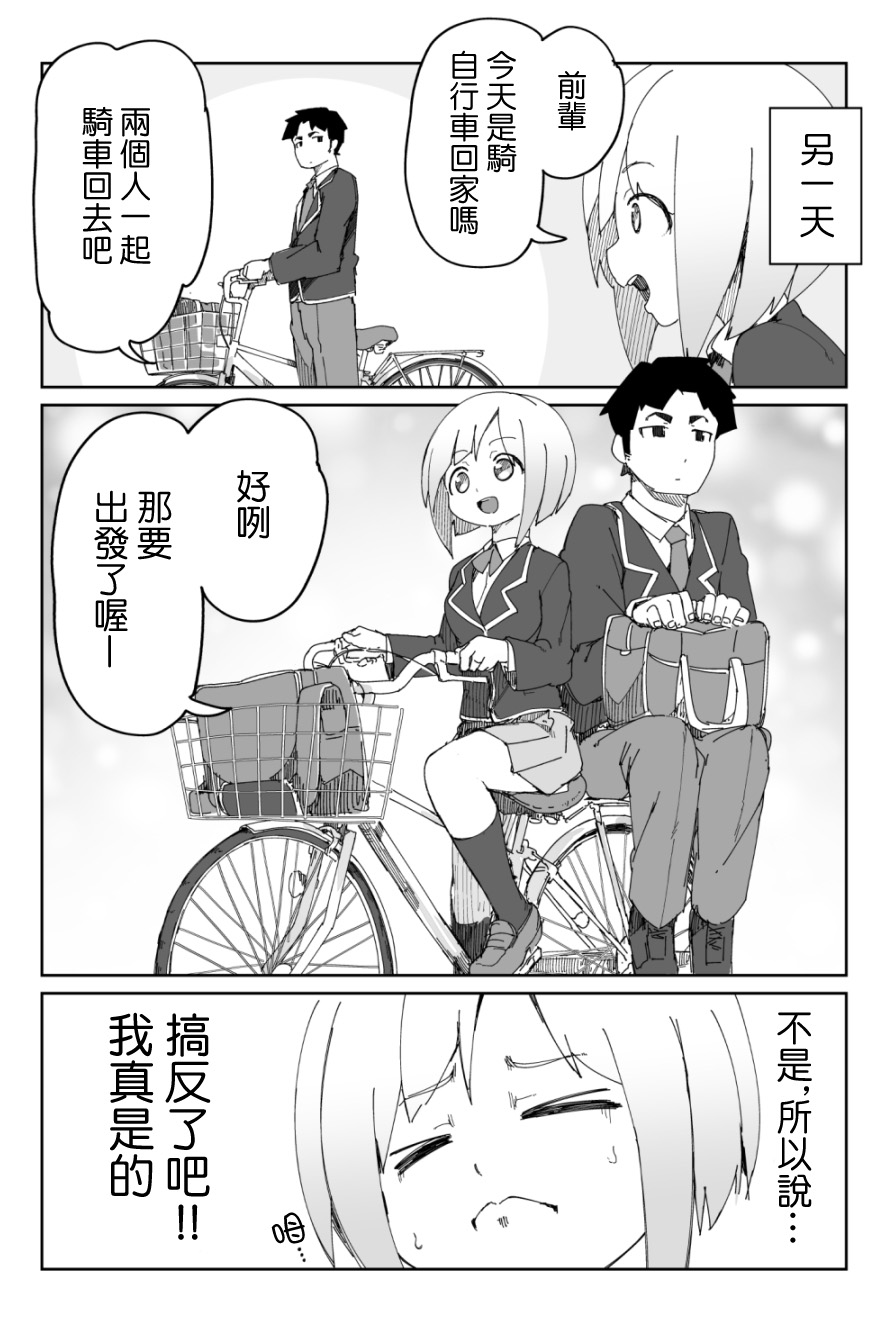 另一天
前輩
今天是騎
自行車回家嗎
兩個人一起
騎車回去吧
好咧
那要
出發了喔ー
不是，所以說…
搞反了吧!!
我真是的
唔…